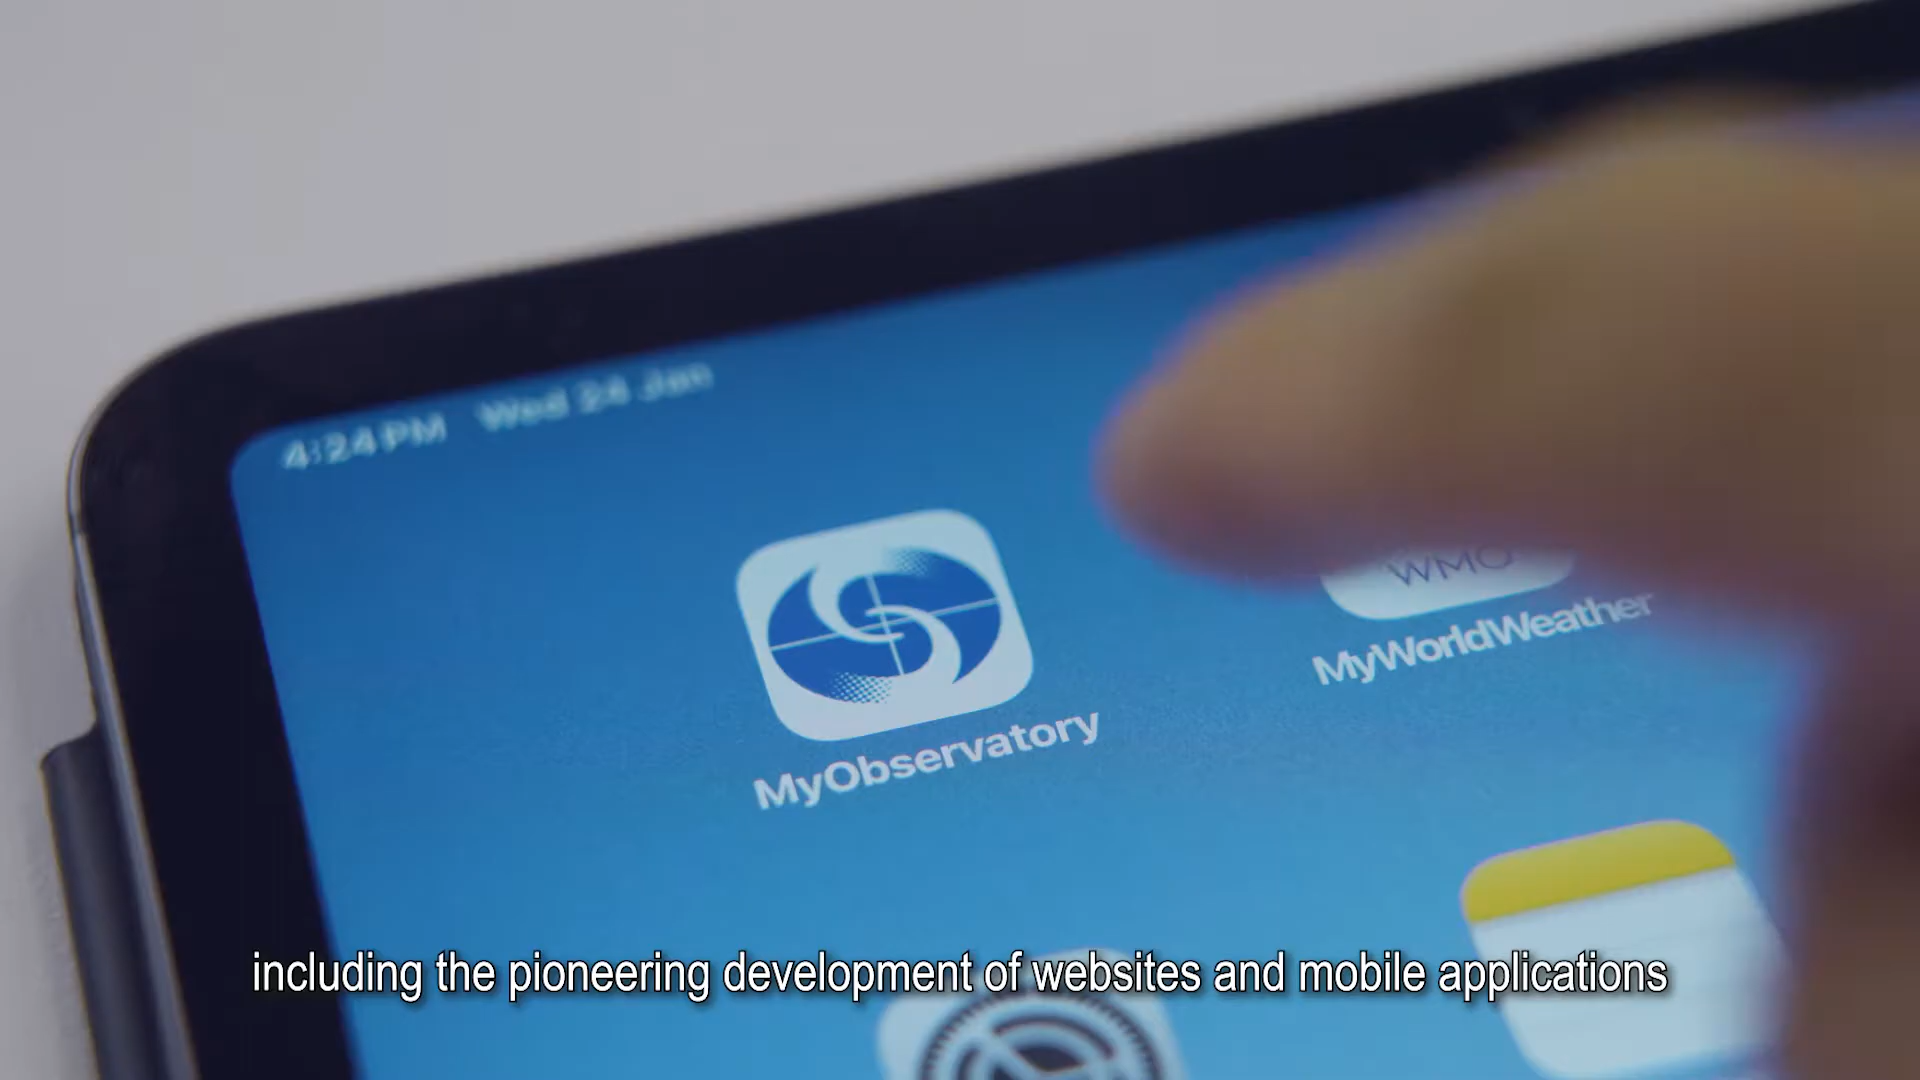 4:24 PM Wed 24 Jan
WMO
MyWorldWeather
MyObservatory
including the pioneering development of websites and mobile applications